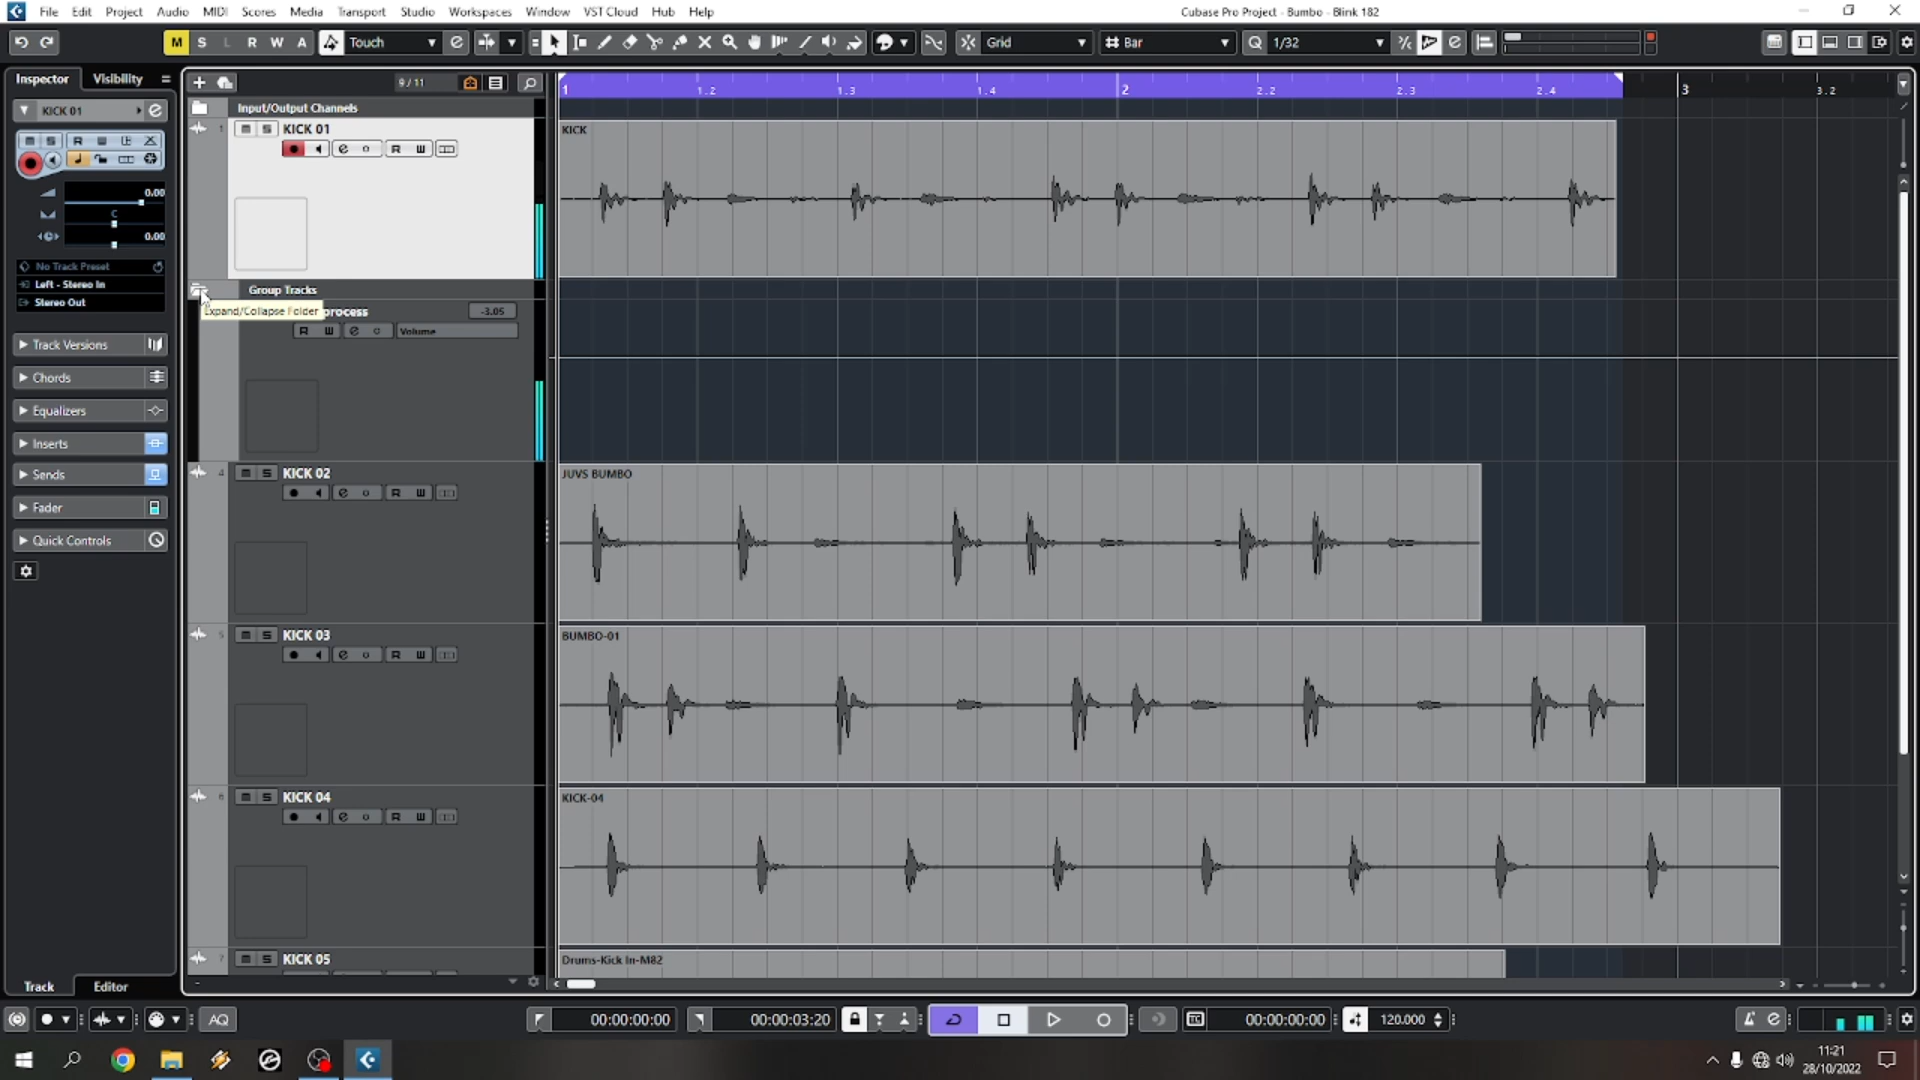 File Edit Project Audio MIDI Scores Media Transport Studio Workspaces Window VST Cloud Hub Help
Cubase Pro Project - Bumbo - Blink 182
M S L R W A Touch
Grid
Bar
Q 1/32
Inspector Visibility
9 / 11
1 1.2 1.3 1.4 2 2.2 2.3 2.4 3 3.2
KICK 01
Input/Output Channels
1 KICK 01
KICK
R W
0.00
C
0.00
No Track Preset
Left - Stereo In
Stereo Out
Group Tracks
Expand/Collapse Folder
process
-3.05
R W Volume
Track Versions
Chords
Equalizers
Inserts
Sends
Fader
Quick Controls
4 KICK 02
R W
JUVS BUMBO
5 KICK 03
R W
BUMBO-01
6 KICK 04
R W
KICK-04
7 KICK 05
Drums-Kick In-M82
Track Editor
AQ
00:00:00:00
00:00:03:20
00:00:00:00
120.000
11:21
28/10/2022